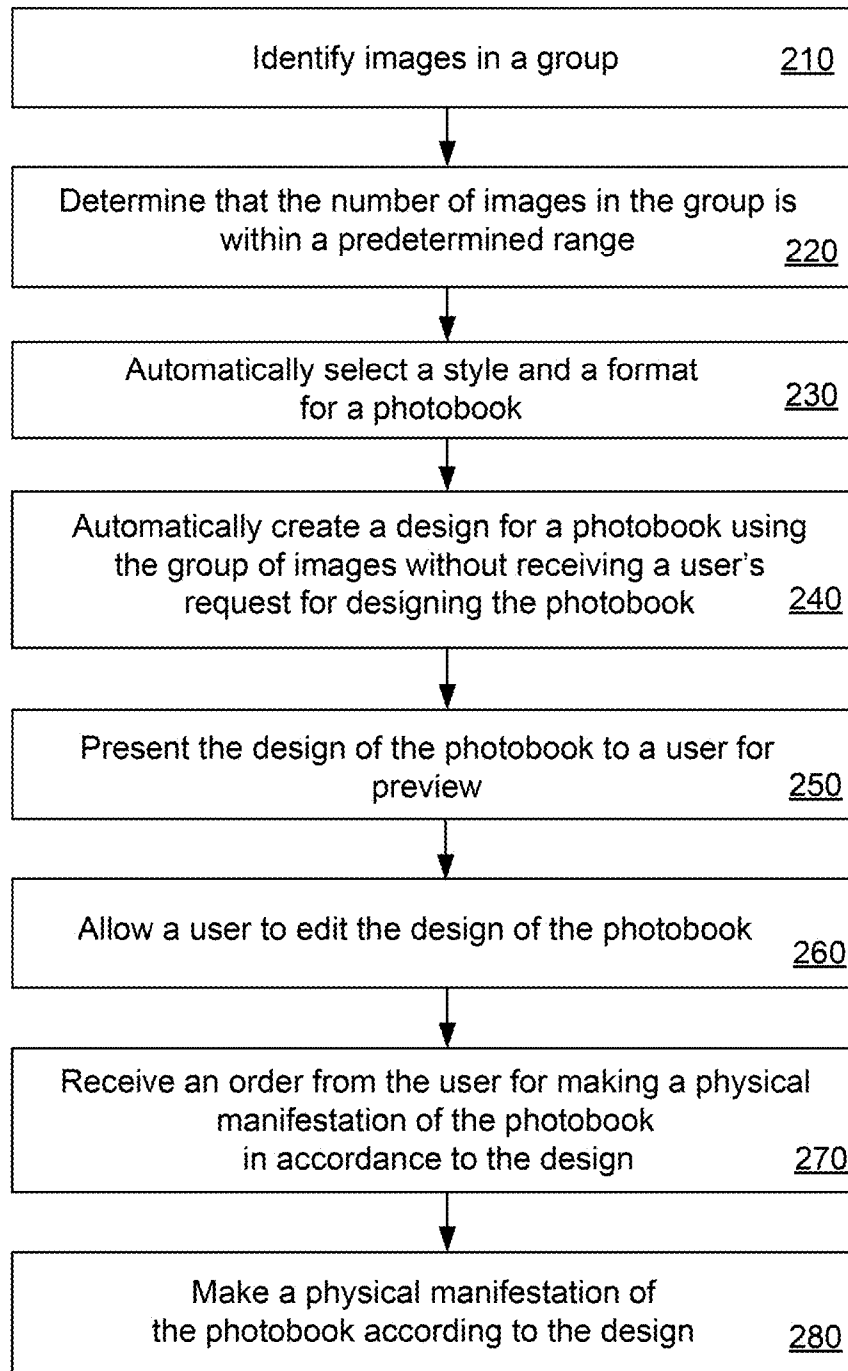 Identify images in a group 210
Determine that the number of images in the group is
within a predetermined range
220
Automatically select a style and a format
for a photobook
230
Automatically create a design for a photobook using
the group of images without receiving a user's
request for designing the photobook
240
Present the design of the photobook to a user for
preview
250
Allow a user to edit the design of the photobook
260
Receive an order from the user for making a physical
manifestation of the photobook
in accordance to the design
270
Make a physical manifestation of
the photobook according to the design
280